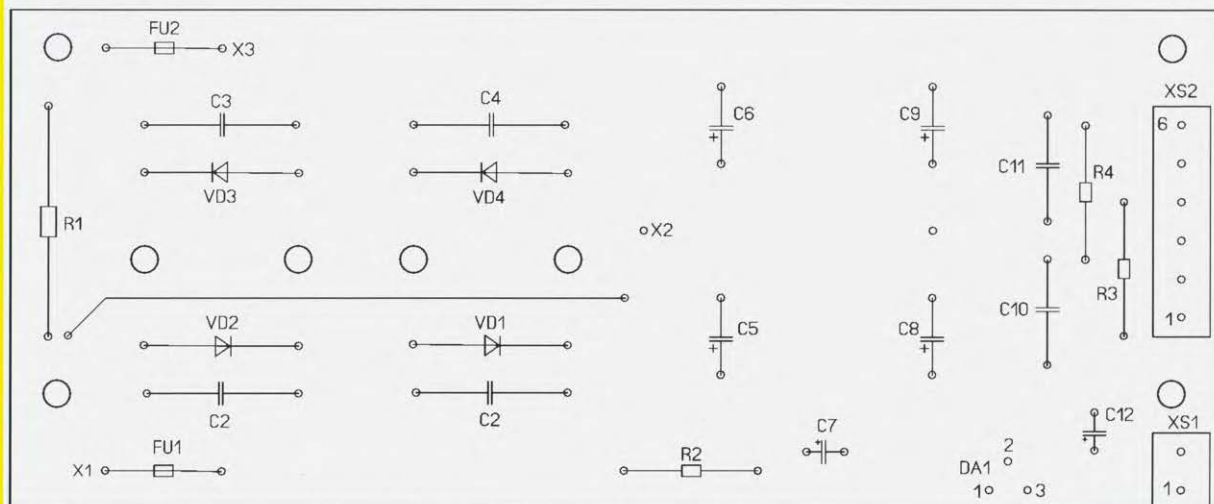 FU2
X3
C3
C4
C6
C9
XS2
6
C11
R4
VD3
VD4
R1
X2
R3
C10
1
VD2
VD1
C5
C8
C2
C2
C12
XS1
C7
FU1
X1
R2
2
DA1
1
3
1